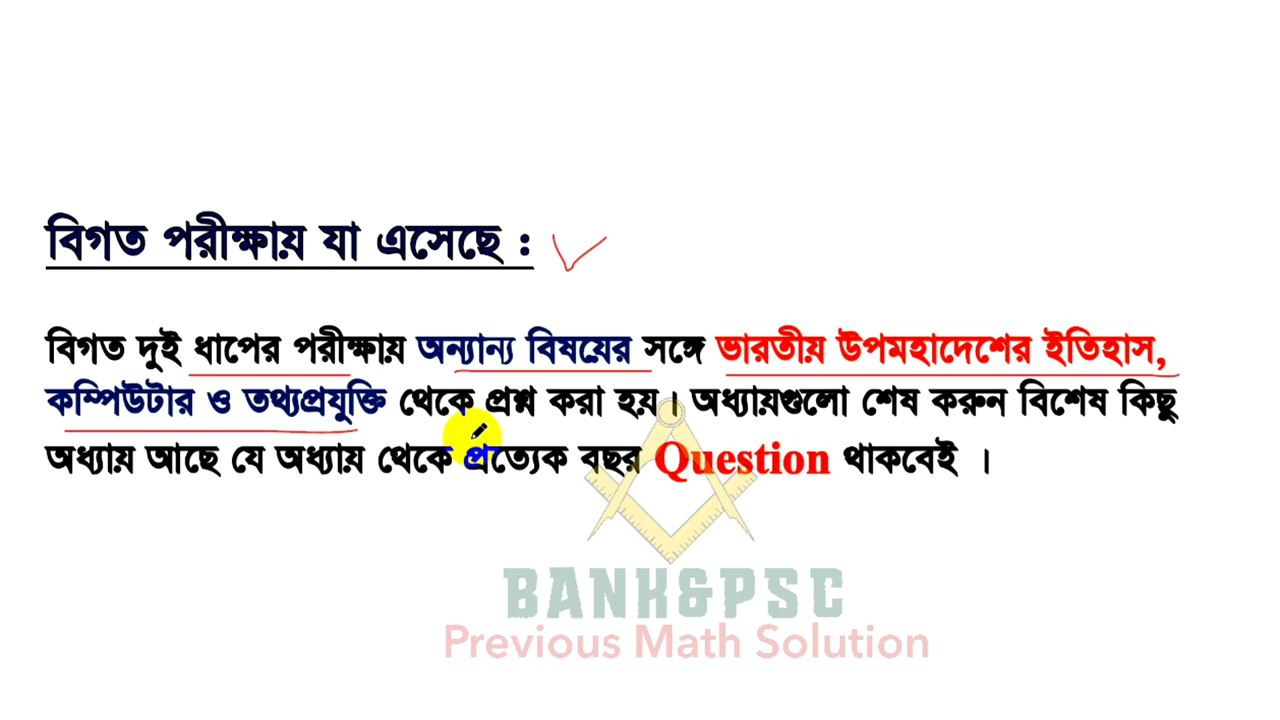 বিগত পরীক্ষায় যা এসেছে :
বিগত দুই ধাপের পরীক্ষায় অন্যান্য বিষয়ের সঙ্গে ভারতীয় উপমহাদেশের ইতিহাস,
কম্পিউটার ও তথ্যপ্রযুক্তি থেকে প্রশ্ন করা হয়। অধ্যায়গুলো শেষ করুন বিশেষ কিছু
অধ্যায় আছে যে অধ্যায় থেকে প্রত্যেক বছর Question থাকবেই ।
BANK&PSC
Previous Math Solution